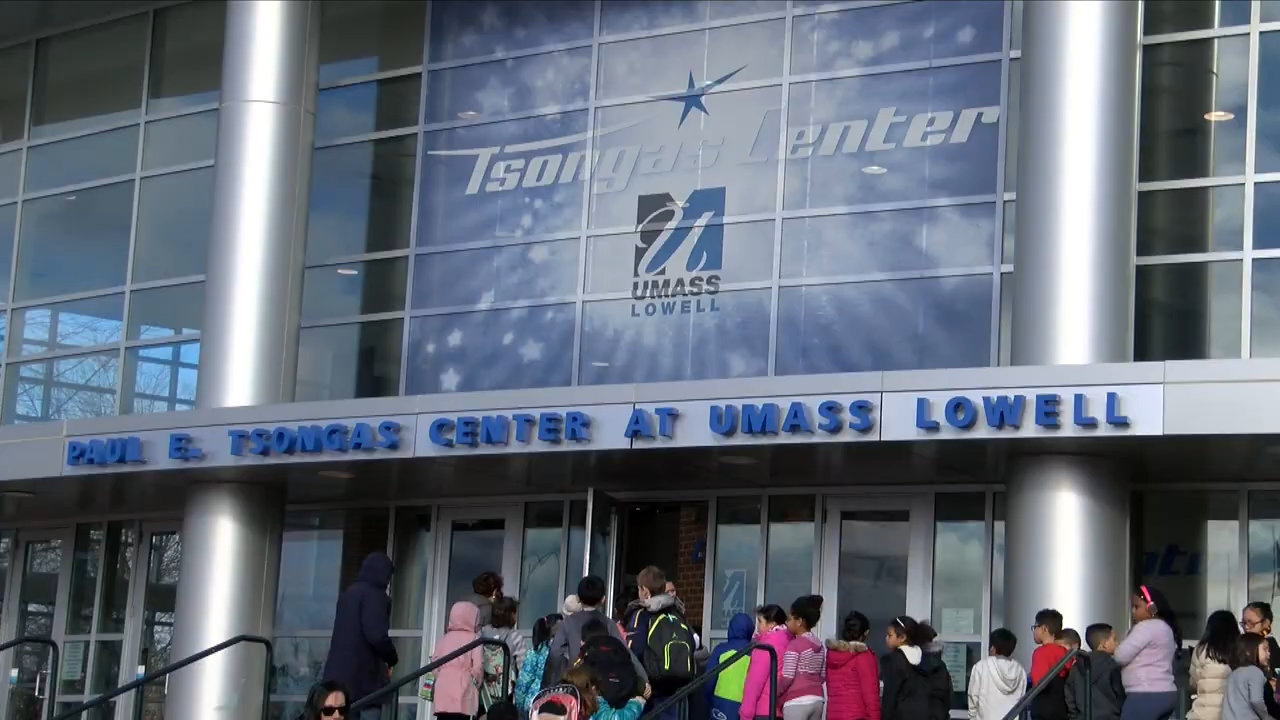 Tsongas Center
UMASS
LOWELL
PAUL E. TSONGAS CENTER AT UMASS LOWELL